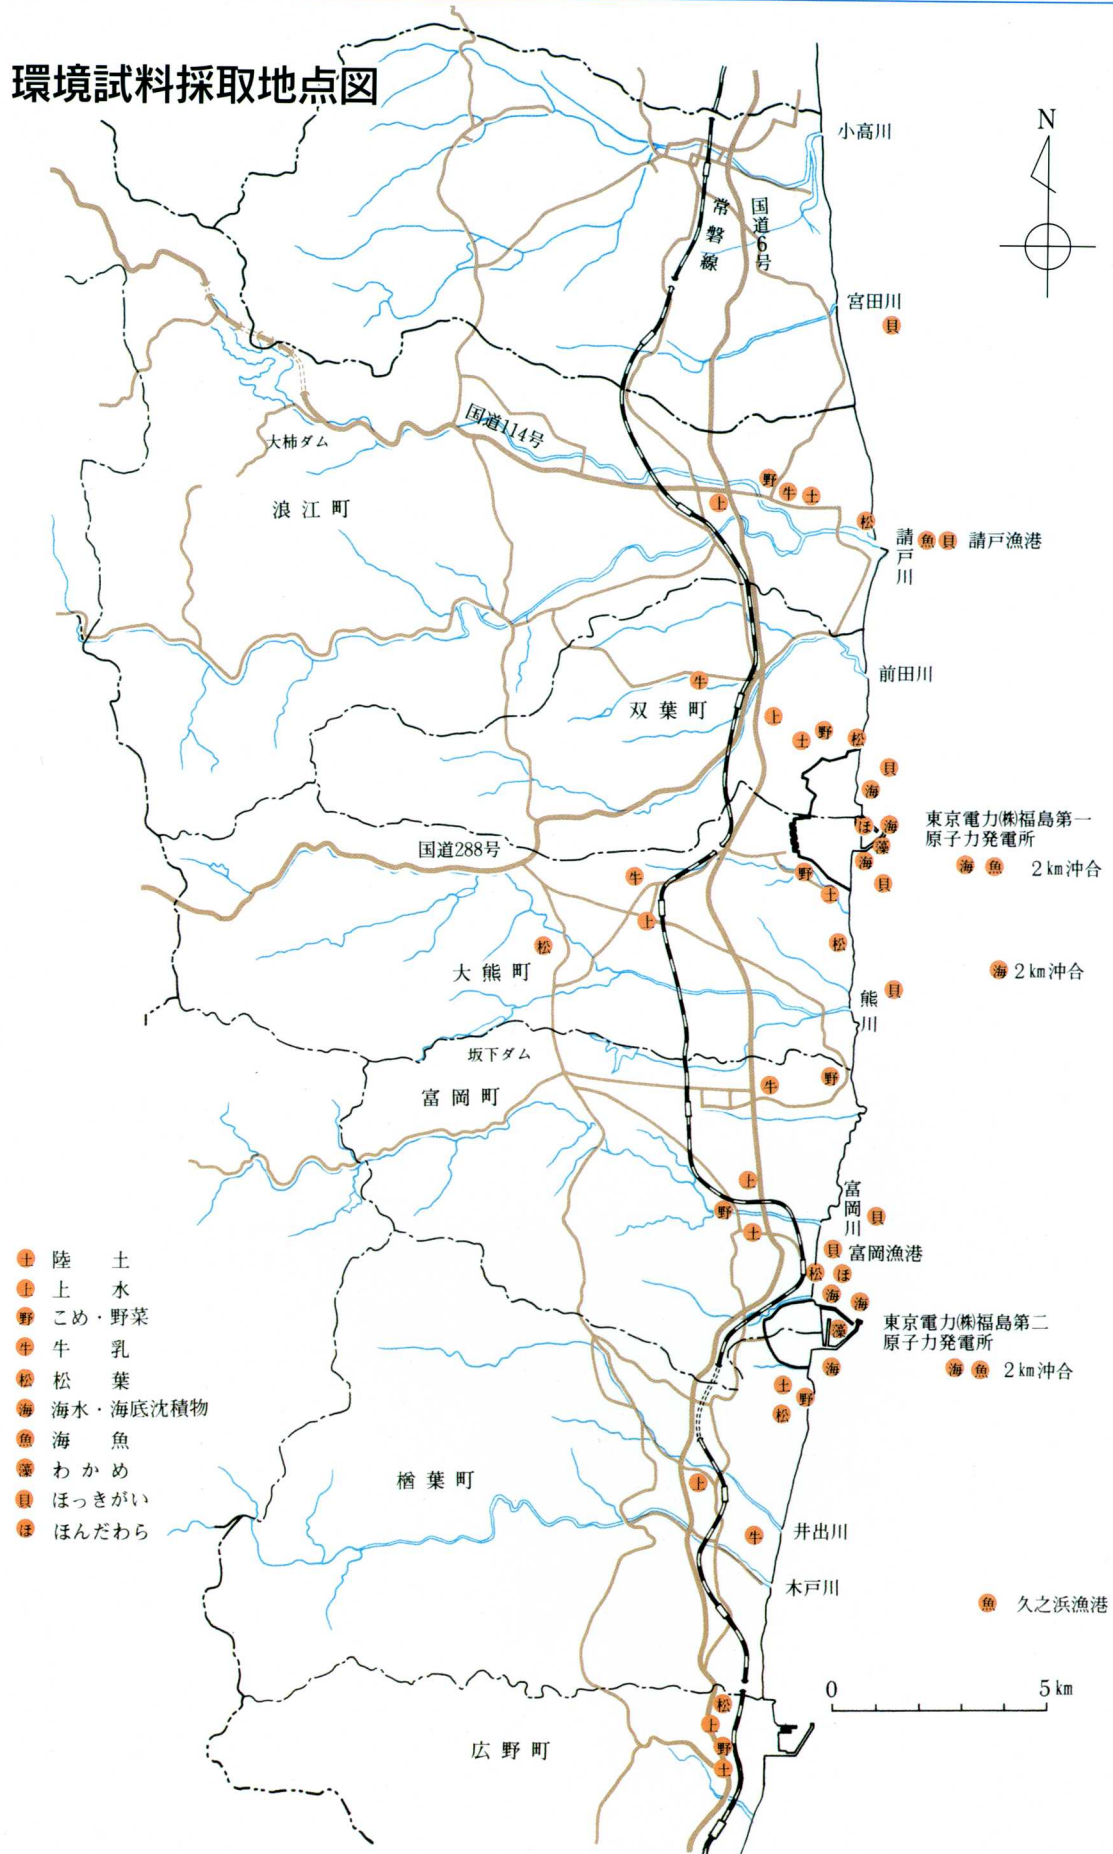 環境試料採取地点図
小高川
N
国道6号
常磐線
宮田川
貝
国道114号
大柿ダム
浪江町
野
牛
土
上
松
請戸川
魚
貝
請戸漁港
前田川
牛
双葉町
上
土
野
松
貝
海
ほ
海
藻
海
貝
東京電力㈱福島第一
原子力発電所
海
魚
2km沖合
国道288号
牛
野
土
上
松
松
大熊町
海
2km沖合
貝
熊川
坂下ダム
富岡町
牛
野
上
野
土
富岡川
貝
貝
富岡漁港
松
ほ
海
海
藻
東京電力㈱福島第二
原子力発電所
海
海
魚
2km沖合
土
野
松
土 陸土
上 上水
野 こめ・野菜
牛 牛乳
松 松葉
海 海水・海底沈積物
魚 海魚
藻 わかめ
貝 ほっきがい
ほ ほんだわら
楢葉町
上
牛
井出川
木戸川
魚
久之浜漁港
0 5km
松
上
野
土
広野町